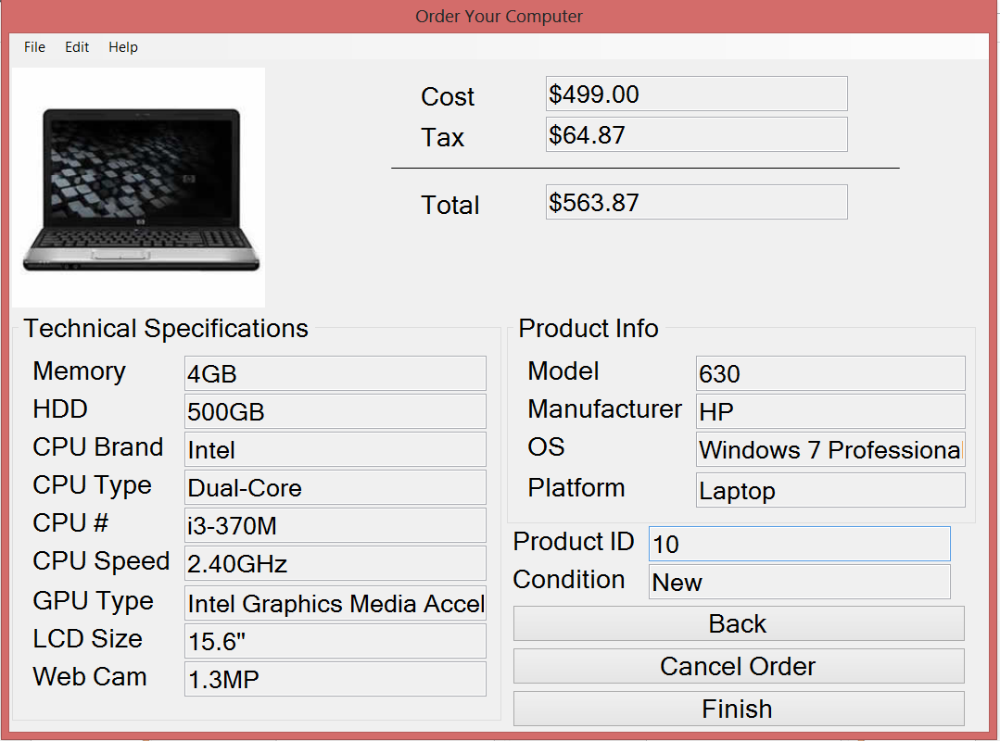 Order Your Computer
File Edit Help
Cost $499.00
Tax $64.87
Total $563.87
Technical Specifications
Memory 4GB
HDD 500GB
CPU Brand Intel
CPU Type Dual-Core
CPU # i3-370M
CPU Speed 2.40GHz
GPU Type Intel Graphics Media Accel
LCD Size 15.6"
Web Cam 1.3MP
Product Info
Model 630
Manufacturer HP
OS Windows 7 Professional
Platform Laptop
Product ID 10
Condition New
Back
Cancel Order
Finish